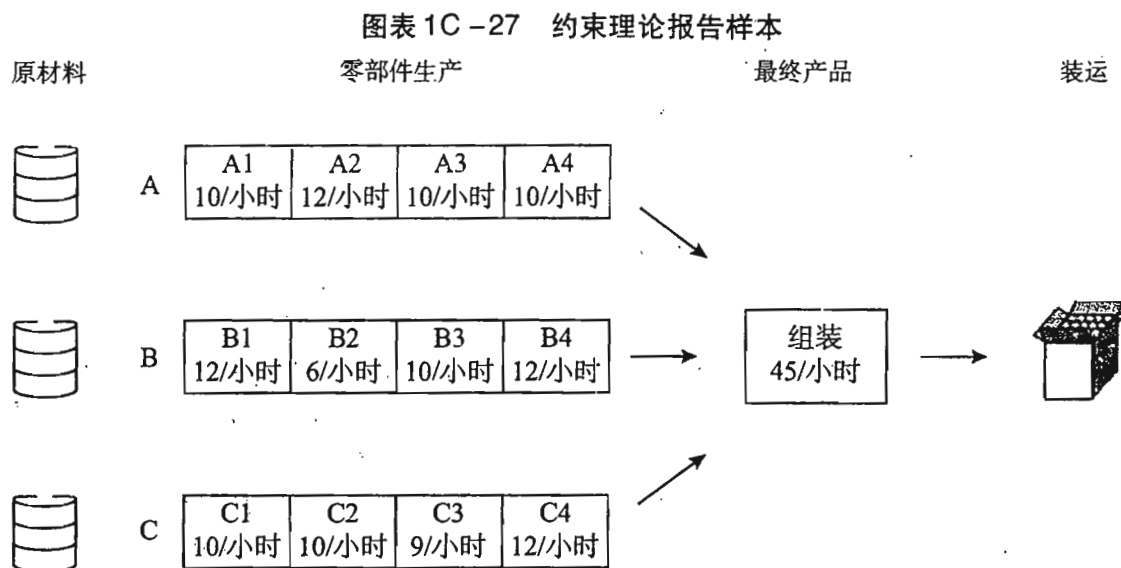 图表1C-27 约束理论报告样本
原材料 零部件生产 最终产品 装运
A
A1 A2 A3 A4
10/小时 12/小时 10/小时 10/小时
B
B1 B2 B3 B4
12/小时 6/小时 10/小时 12/小时
组装
45/小时
C
C1 C2 C3 C4
10/小时 10/小时 9/小时 12/小时